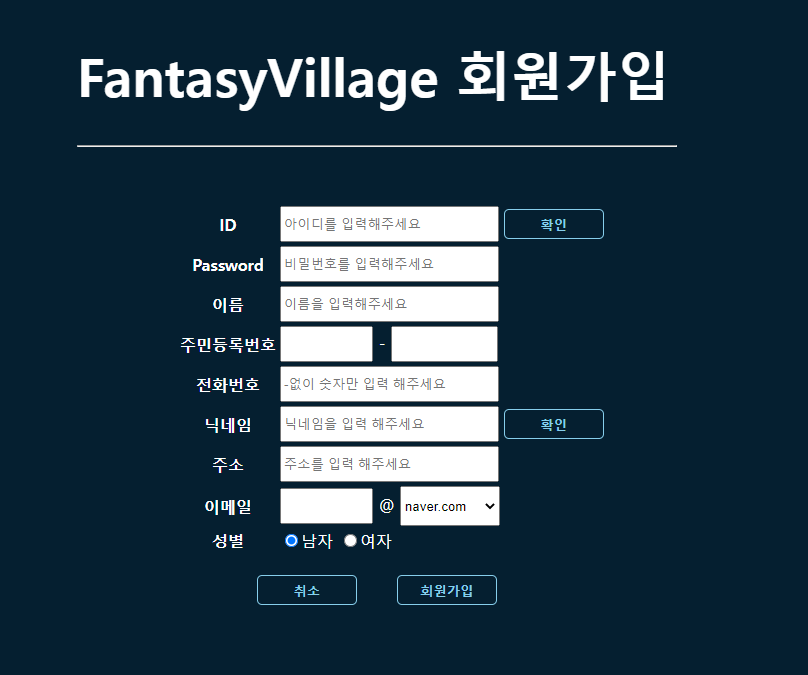 FantasyVillage 회원가입
ID 아이디를 입력해주세요 확인
Password 비밀번호를 입력해주세요
이름 이름을 입력해주세요
주민등록번호 -
전화번호 -없이 숫자만 입력 해주세요
닉네임 닉네임을 입력 해주세요 확인
주소 주소를 입력 해주세요
이메일 @ naver.com
성별 남자 여자
취소 회원가입